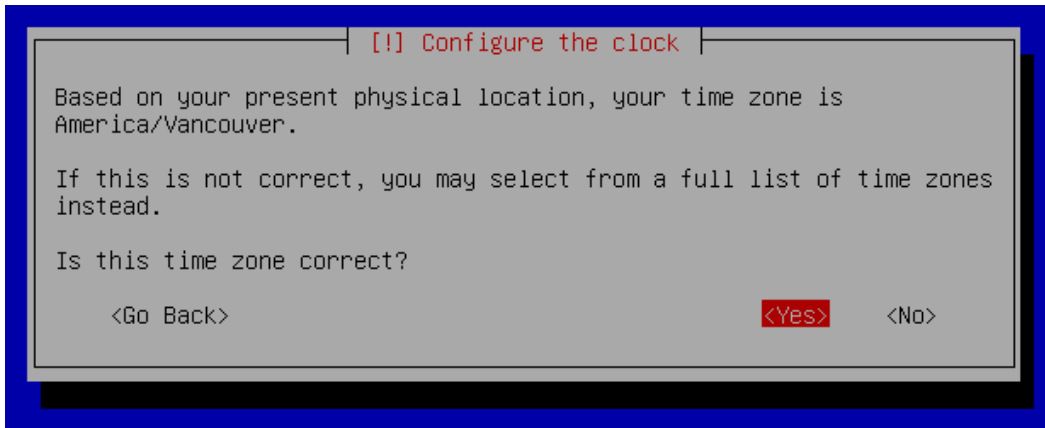 [!] Configure the clock
Based on your present physical location, your time zone is
America/Vancouver.
If this is not correct, you may select from a full list of time zones
instead.
Is this time zone correct?
<Go Back> <Yes> <No>